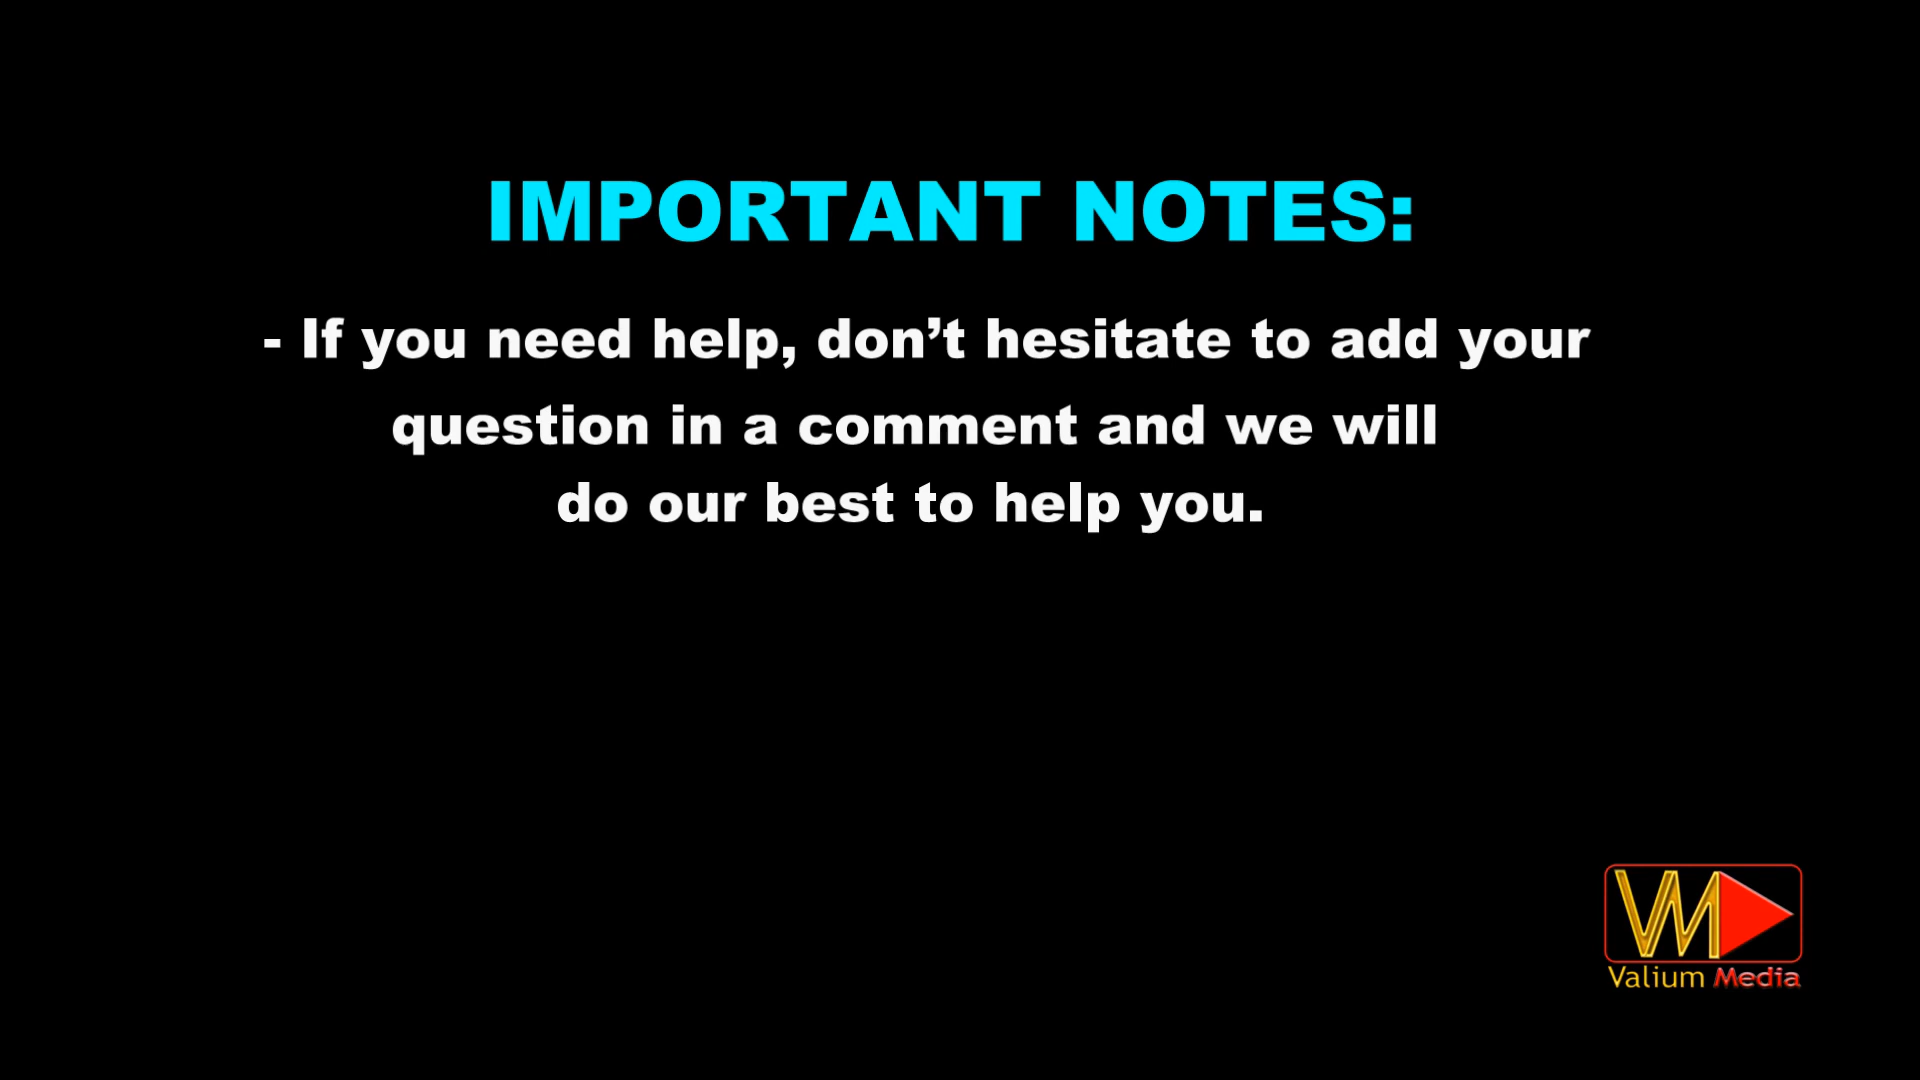 IMPORTANT NOTES:
- If you need help, don’t hesitate to add your
question in a comment and we will
do our best to help you.
VM
Valium Media